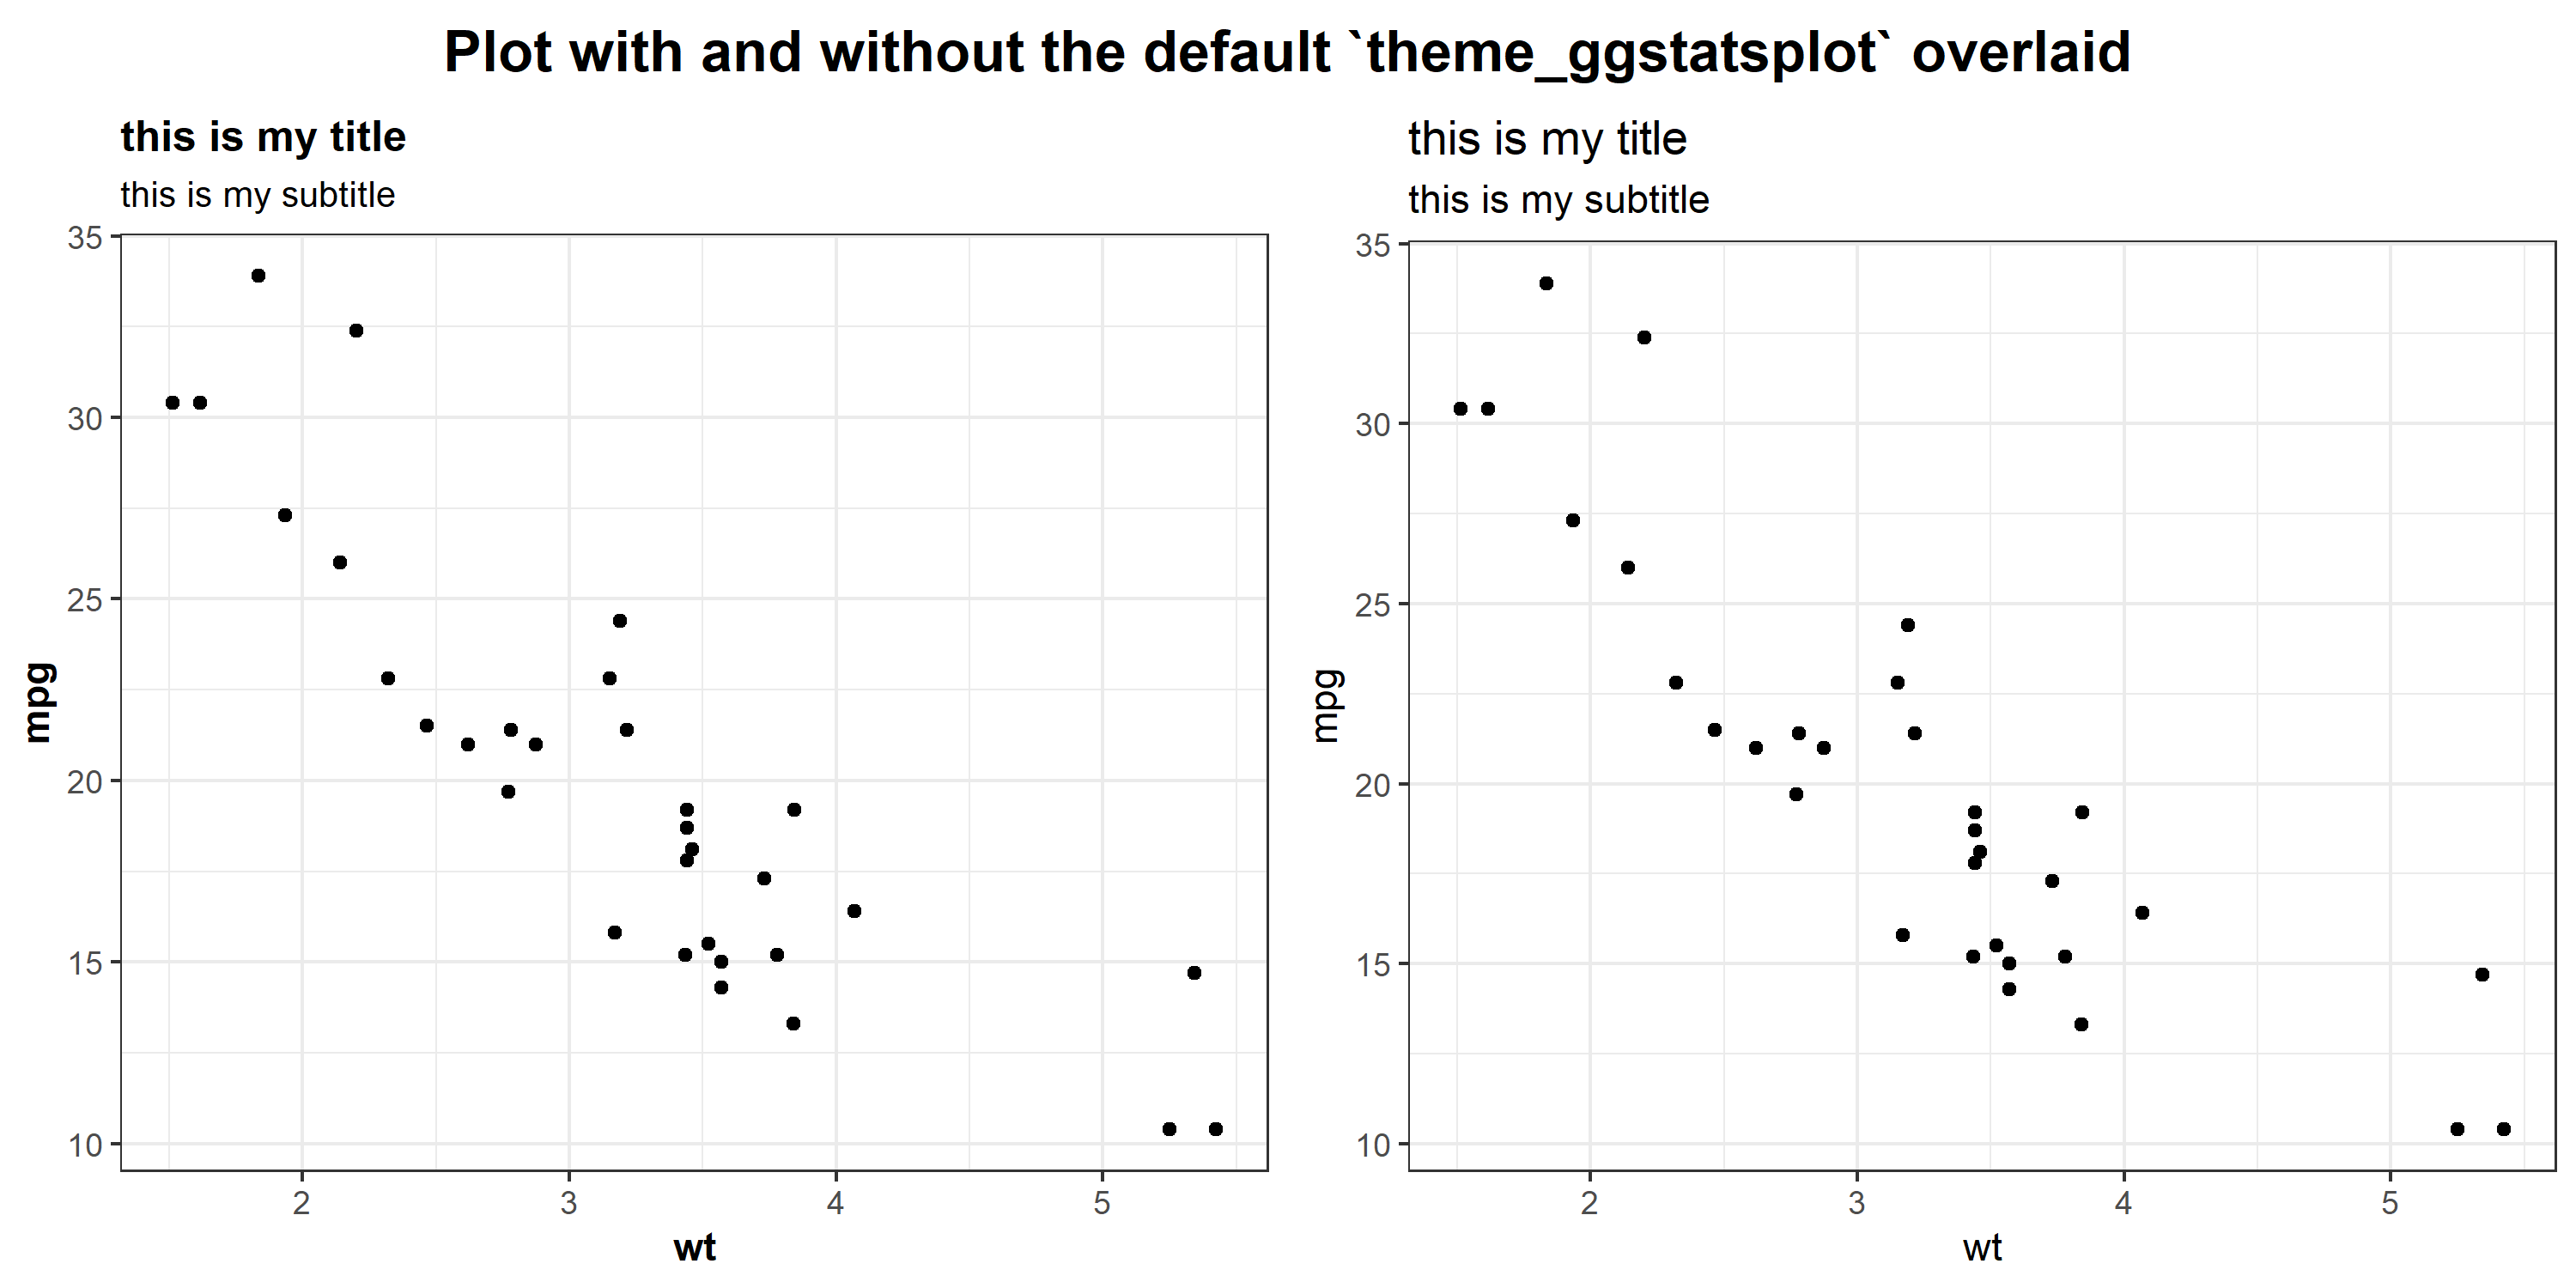 Plot with and without the default `theme_ggstatsplot` overlaid
this is my title
this is my subtitle
35
30
25
20
15
10
mpg
2 3 4 5
wt
this is my title
this is my subtitle
35
30
25
20
15
10
mpg
2 3 4 5
wt